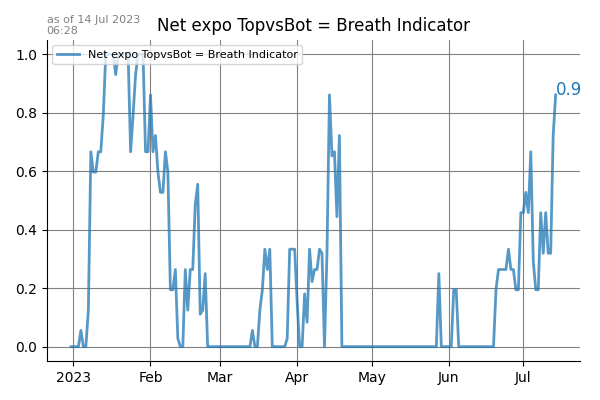 as of 14 Jul 2023
06:28
Net expo TopvsBot = Breath Indicator
Net expo TopvsBot = Breath Indicator
1.0
0.8
0.6
0.4
0.2
0.0
0.9
2023 Feb Mar Apr May Jun Jul